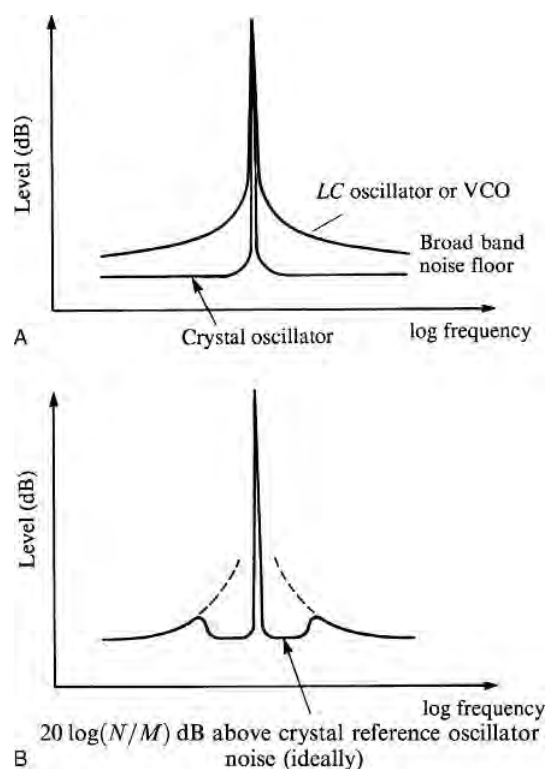 Level (dB)
LC oscillator or VCO
Broad band
noise floor
A
Crystal oscillator
log frequency
Level (dB)
log frequency
20 log(N/M) dB above crystal reference oscillator
B
noise (ideally)